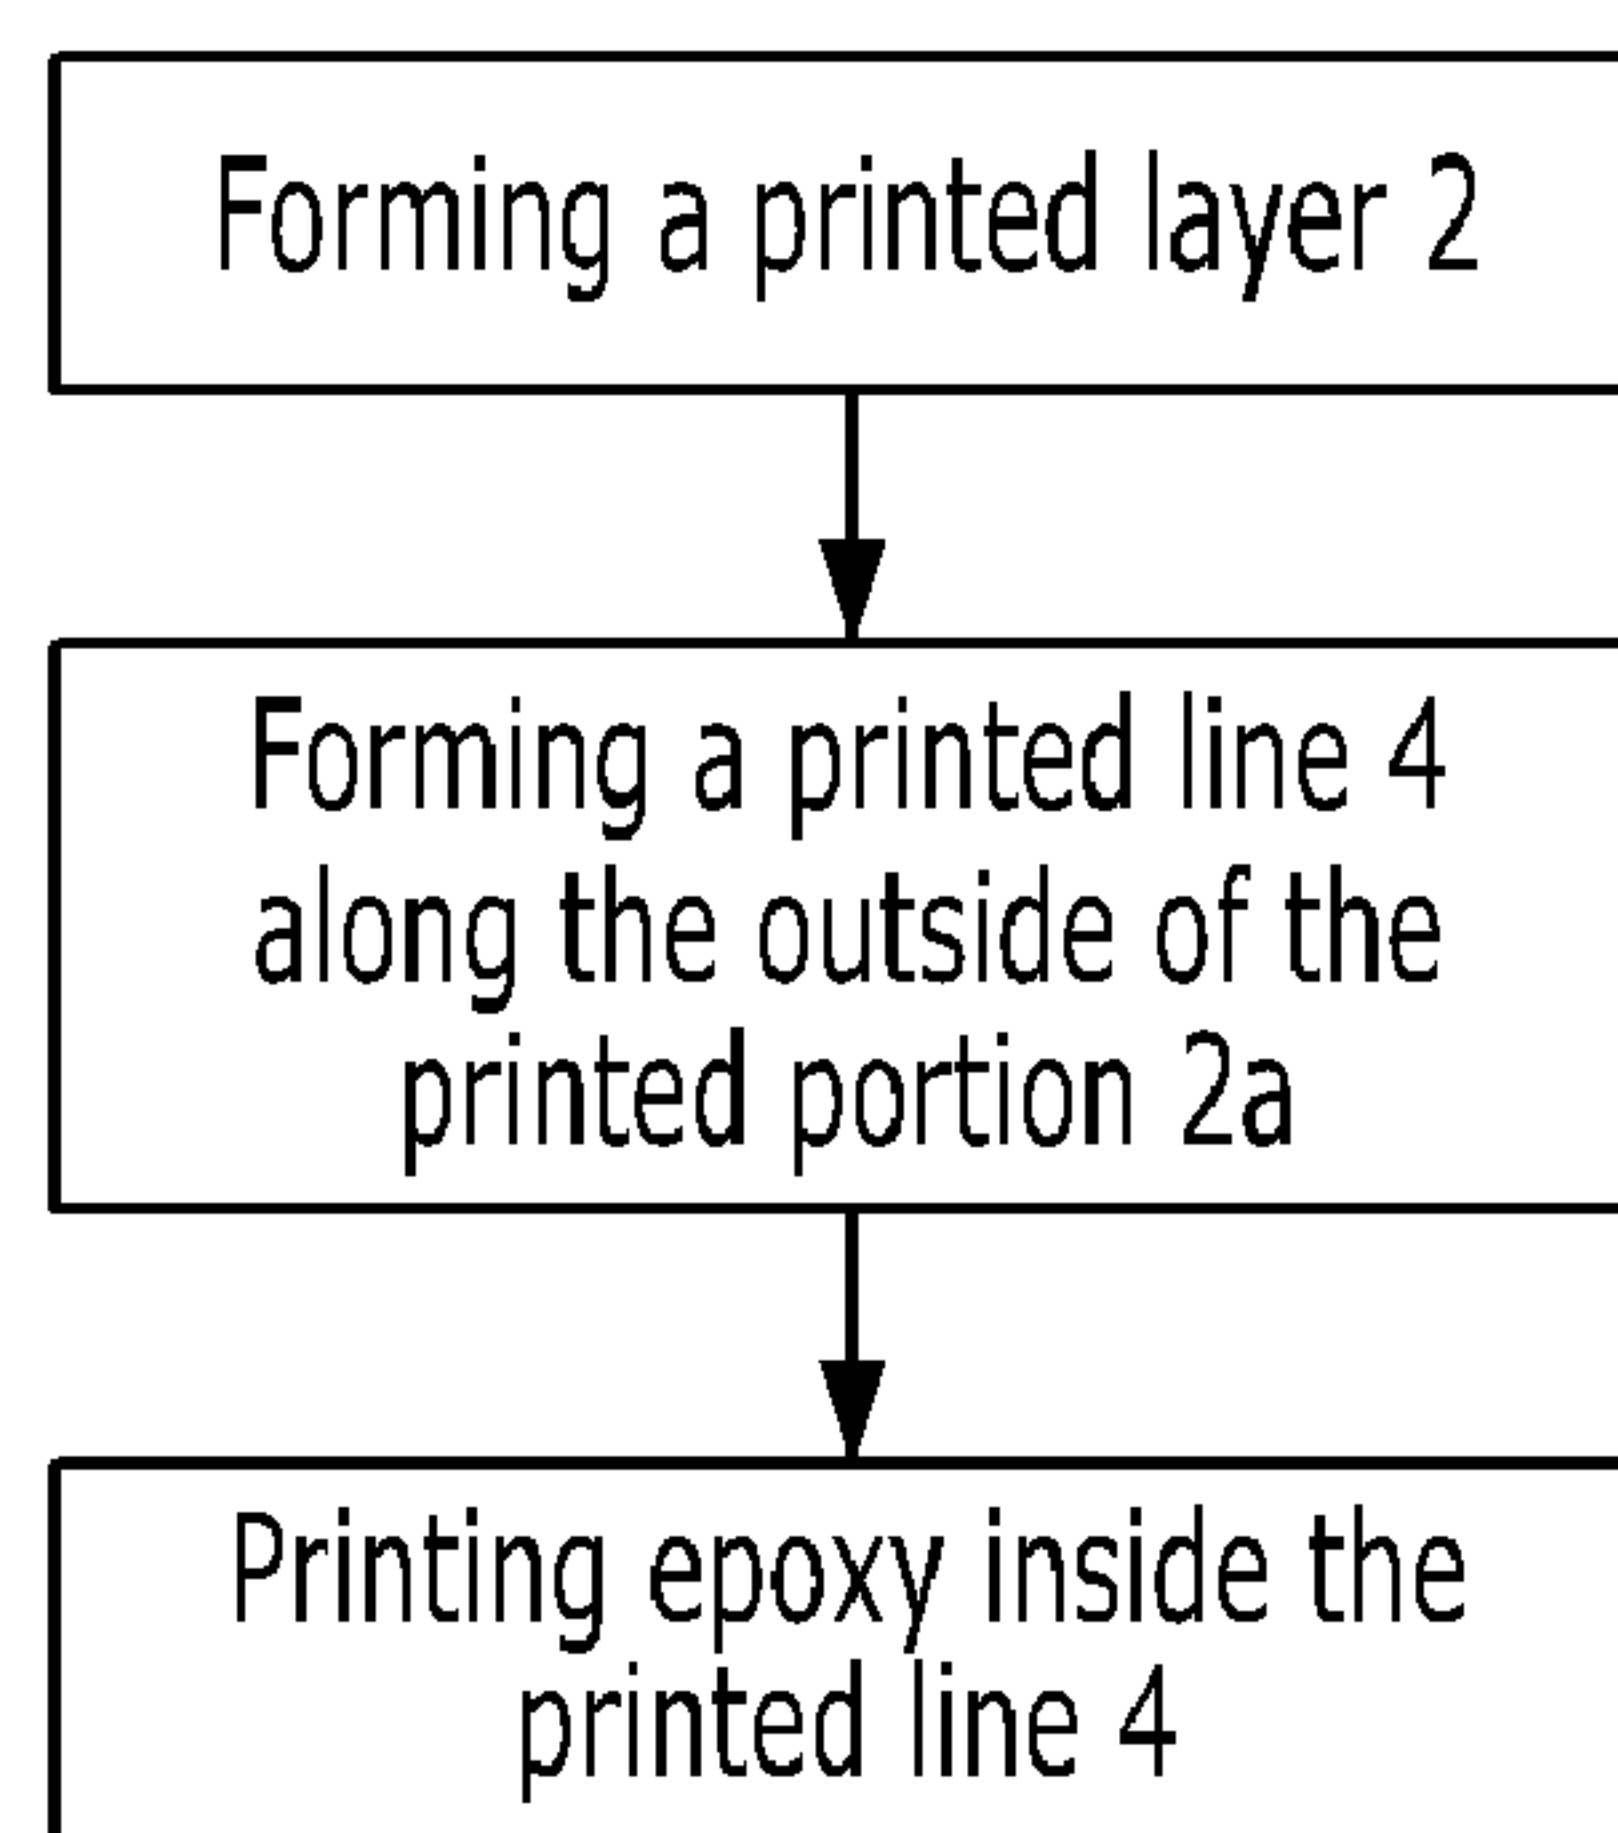 Forming a printed layer 2
Forming a printed line 4
along the outside of the
printed portion 2a
Printing epoxy inside the
printed line 4